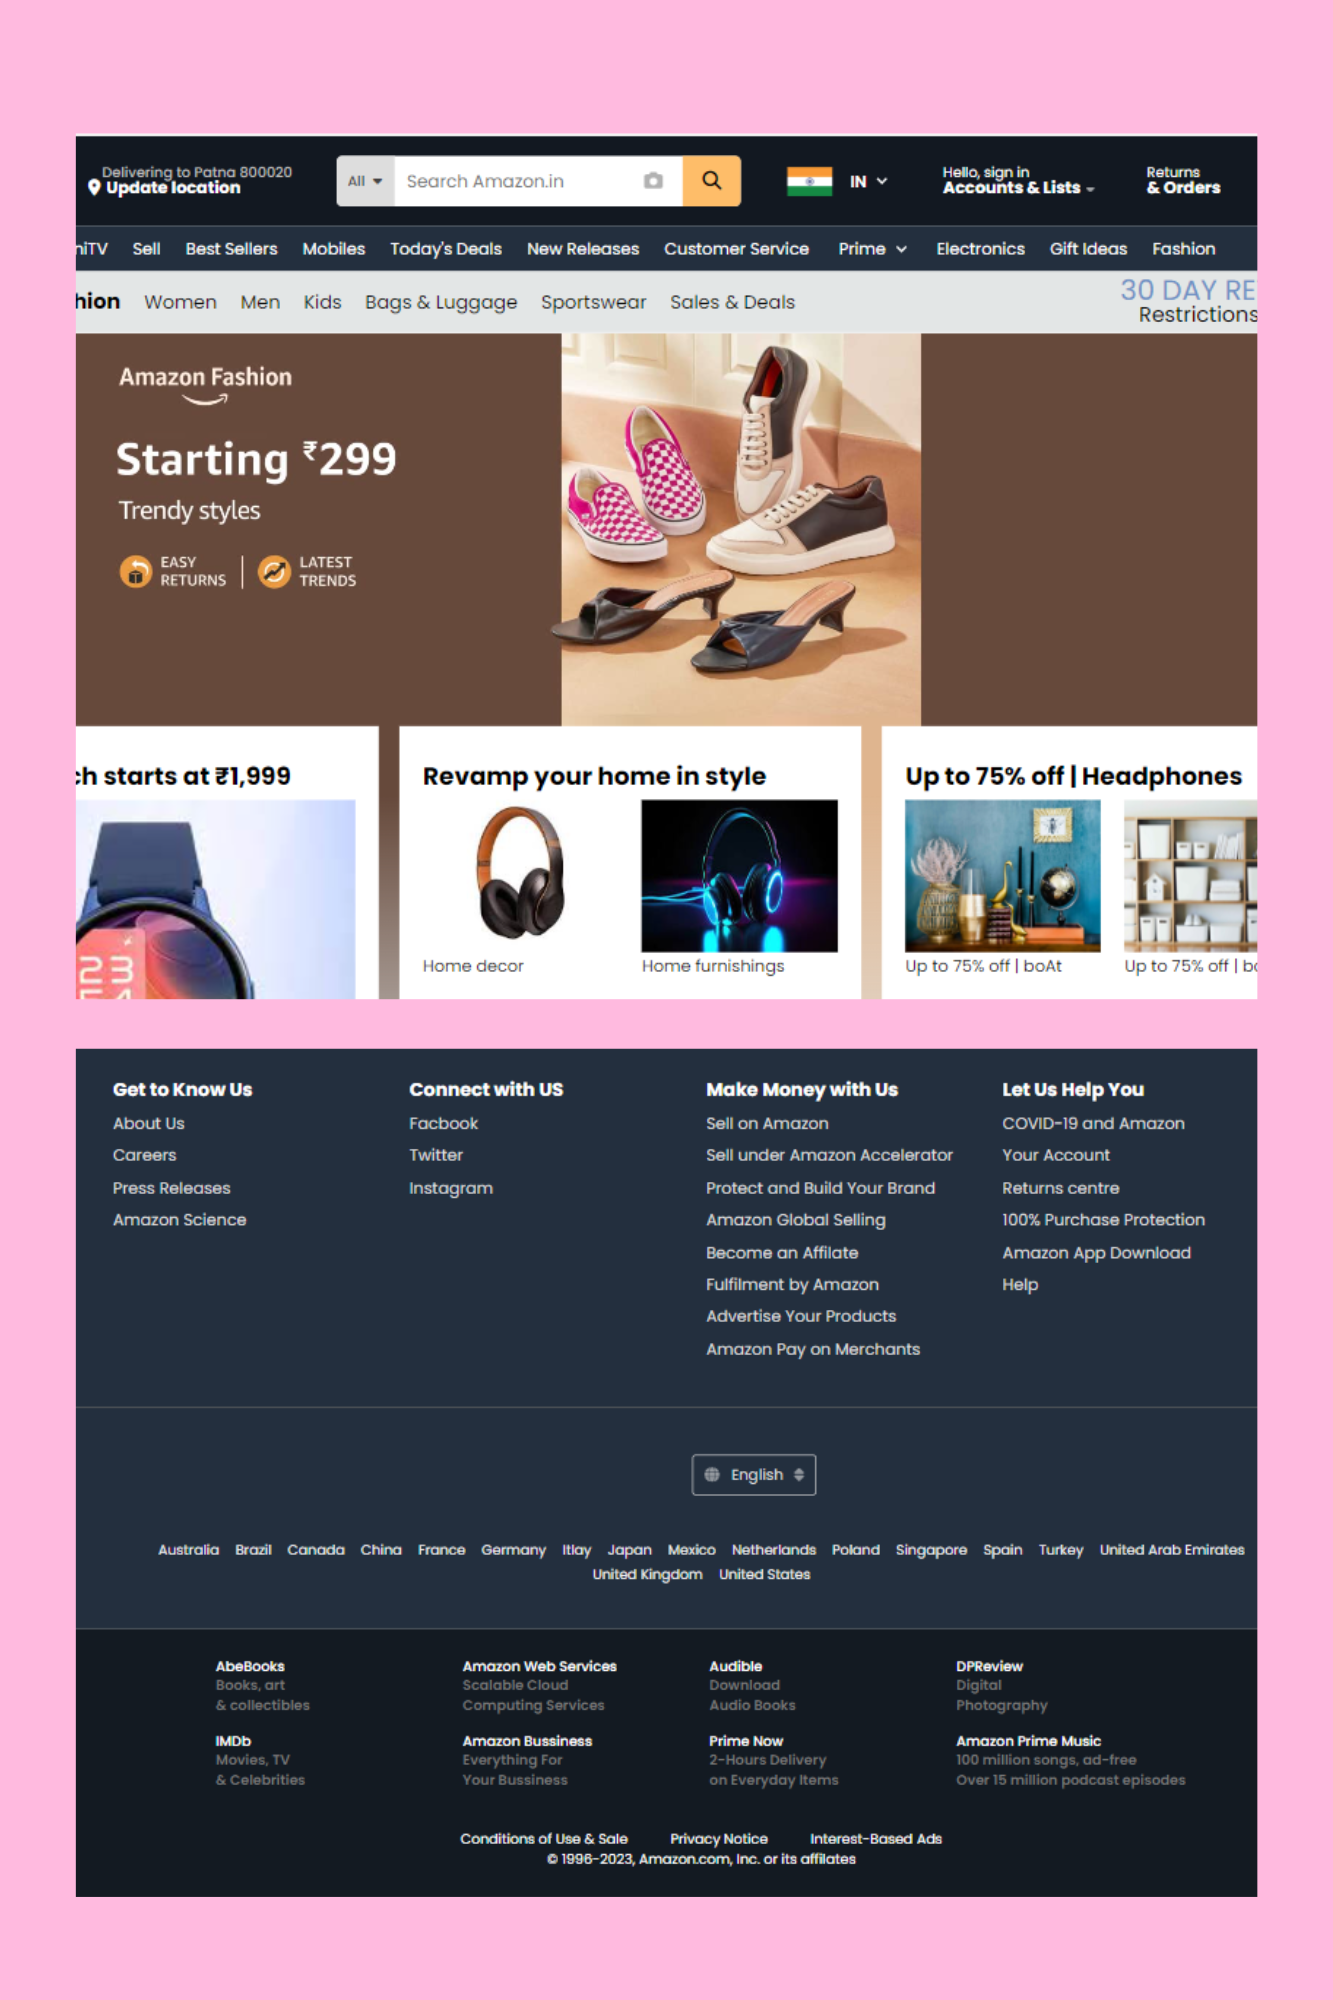 Delivering to Patna 800020
Update location
All
Search Amazon.in
IN
Hello, sign in
Accounts & Lists
Returns
& Orders
niTV Sell Best Sellers Mobiles Today's Deals New Releases Customer Service Prime Electronics Gift Ideas Fashion
hion Women Men Kids Bags & Luggage Sportswear Sales & Deals
30 DAY RE
Restrictions
Amazon Fashion
Starting ₹299
Trendy styles
EASY
RETURNS
LATEST
TRENDS
ch starts at ₹1,999
Revamp your home in style
Home decor
Home furnishings
Up to 75% off | Headphones
Up to 75% off | boAt
Up to 75% off | bo
Get to Know Us
About Us
Careers
Press Releases
Amazon Science
Connect with US
Facbook
Twitter
Instagram
Make Money with Us
Sell on Amazon
Sell under Amazon Accelerator
Protect and Build Your Brand
Amazon Global Selling
Become an Affilate
Fulfilment by Amazon
Advertise Your Products
Amazon Pay on Merchants
Let Us Help You
COVID-19 and Amazon
Your Account
Returns centre
100% Purchase Protection
Amazon App Download
Help
English
Australia Brazil Canada China France Germany Itlay Japan Mexico Netherlands Poland Singapore Spain Turkey United Arab Emirates
United Kingdom United States
AbeBooks
Books, art
& collectibles
Amazon Web Services
Scalable Cloud
Computing Services
Audible
Download
Audio Books
DPReview
Digital
Photography
IMDb
Movies, TV
& Celebrities
Amazon Bussiness
Everything For
Your Bussiness
Prime Now
2-Hours Delivery
on Everyday Items
Amazon Prime Music
100 million songs, ad-free
Over 15 million podcast episodes
Conditions of Use & Sale Privacy Notice Interest-Based Ads
© 1996-2023, Amazon.com, Inc. or its affilates